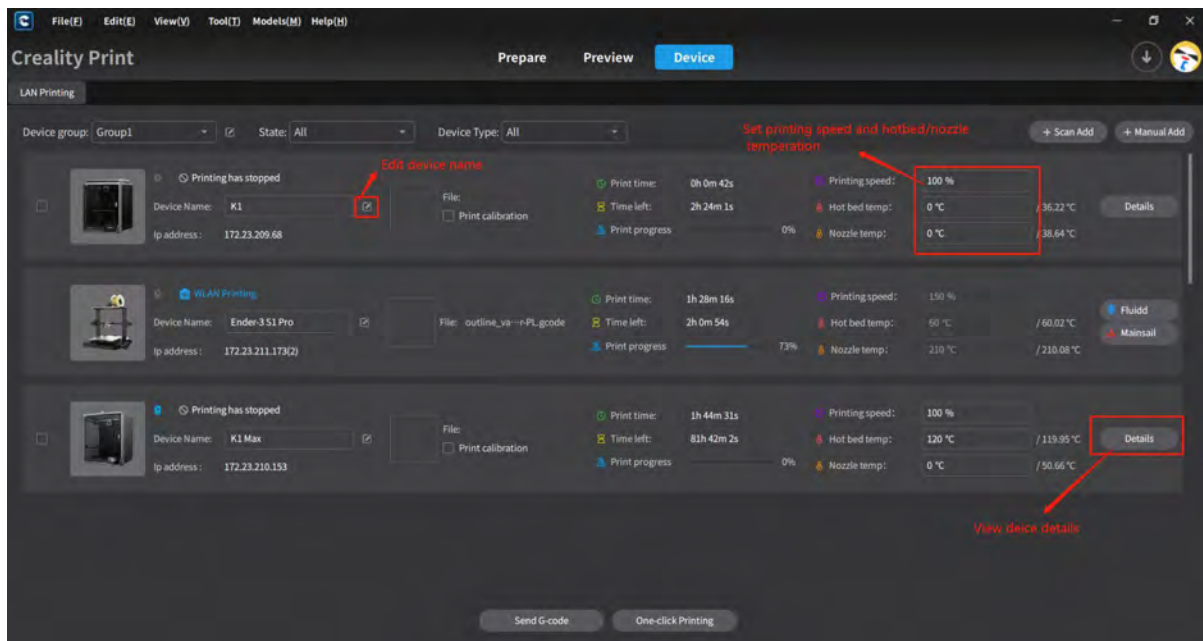 File(F) Edit(E) View(V) Tool(T) Models(M) Help(H)
Creality Print
Prepare Preview Device
LAN Printing
Device group: Group1 State: All Device Type: All + Scan Add + Manual Add
Set printing speed and hotbed/nozzle
temperation
Edit device name
Printing has stopped
Device Name: K1
Ip address : 172.23.209.68
File:
Print calibration
Print time: 0h 0m 42s
Time left: 2h 24m 1s
Print progress 0%
Printing speed: 100 %
Hot bed temp: 0 ℃ / 36.22 ℃
Nozzle temp: 0 ℃ / 38.64 ℃
Details
WLAN Printing
Device Name: Ender-3 S1 Pro
Ip address : 172.23.211.173(2)
File: outline_va···r-PL.gcode
Print time: 1h 28m 16s
Time left: 2h 0m 54s
Print progress 73%
Printing speed: 150 %
Hot bed temp: 60 ℃ / 60.02 ℃
Nozzle temp: 210 ℃ / 210.08 ℃
Fluidd
Mainsail
Printing has stopped
Device Name: K1 Max
Ip address : 172.23.210.153
File:
Print calibration
Print time: 1h 44m 31s
Time left: 81h 42m 2s
Print progress 0%
Printing speed: 100 %
Hot bed temp: 120 ℃ / 119.95 ℃
Nozzle temp: 0 ℃ / 50.66 ℃
Details
View deice details
Send G-code One-click Printing